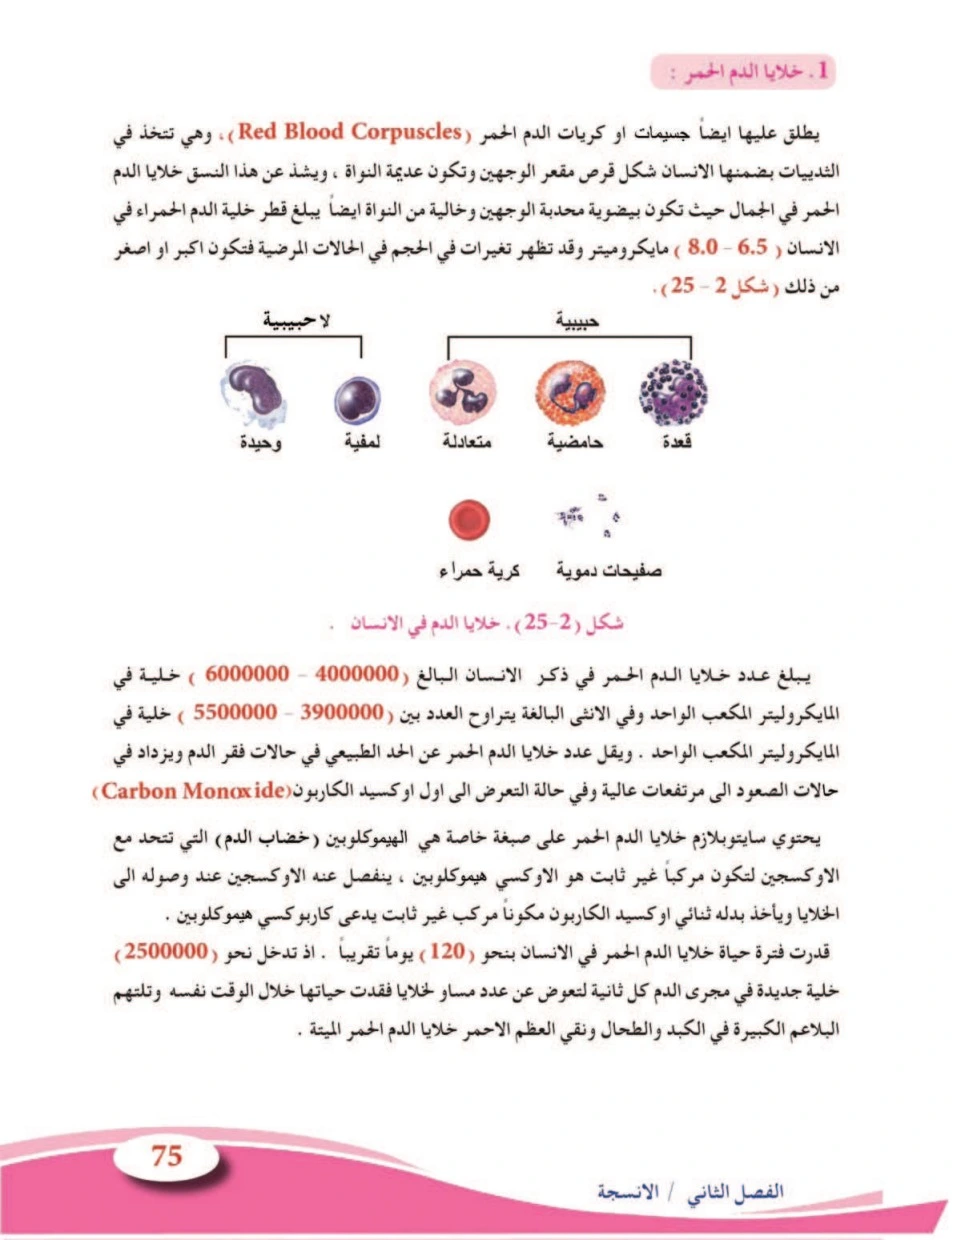 1. خلايا الدم الحمر :
يطلق عليها ايضاً جسيمات او كريات الدم الحمر (Red Blood Corpuscles)، وهي تتخذ في
الثدييات بضمنها الانسان شكل قرص مقعر الوجهين وتكون عديمة النواة ، ويشذ عن هذا النسق خلايا الدم
الحمر في الجمال حيث تكون بيضوية محدبة الوجهين وخالية من النواة ايضاً يبلغ قطر خلية الدم الحمراء في
الانسان ( 6.5 - 8.0 ) مايكروميتر وقد تظهر تغيرات في الحجم في الحالات المرضية فتكون اكبر او اصغر
من ذلك ( شكل 2 - 25 ).
حبيبية لاحبيبية
قعدة حامضية متعادلة لمفية وحيدة
صفيحات دموية كرية حمراء
شكل (2-25). خلايا الدم في الانسان .
يبلغ عدد خلايا الدم الحمر في ذكر الانسان البالغ ( 4000000 - 6000000 ) خلية في
المايكروليتر المكعب الواحد وفي الانثى البالغة يتراوح العدد بين ( 3900000 - 5500000 ) خلية في
المايكروليتر المكعب الواحد . ويقل عدد خلايا الدم الحمر عن الحد الطبيعي في حالات فقر الدم ويزداد في
حالات الصعود الى مرتفعات عالية وفي حالة التعرض الى اول اوكسيد الكاربون(Carbon Monoxide)
يحتوي سايتوبلازم خلايا الدم الحمر على صبغة خاصة هي الهيموكلوبين (خضاب الدم) التي تتحد مع
الاوكسجين لتكون مركباً غير ثابت هو الاوكسي هيموكلوبين ، ينفصل عنه الاوكسجين عند وصوله الى
الخلايا ويأخذ بدله ثنائي اوكسيد الكاربون مكوناً مركب غير ثابت يدعى كاربوكسي هيموكلوبين .
قدرت فترة حياة خلايا الدم الحمر في الانسان بنحو ( 120 ) يوماً تقريباً . اذ تدخل نحو ( 2500000 )
خلية جديدة في مجرى الدم كل ثانية لتعوض عن عدد مساو لخلايا فقدت حياتها خلال الوقت نفسه وتلتهم
البلاعم الكبيرة في الكبد والطحال ونقي العظم الاحمر خلايا الدم الحمر الميتة .
75
الفصل الثاني / الانسجة